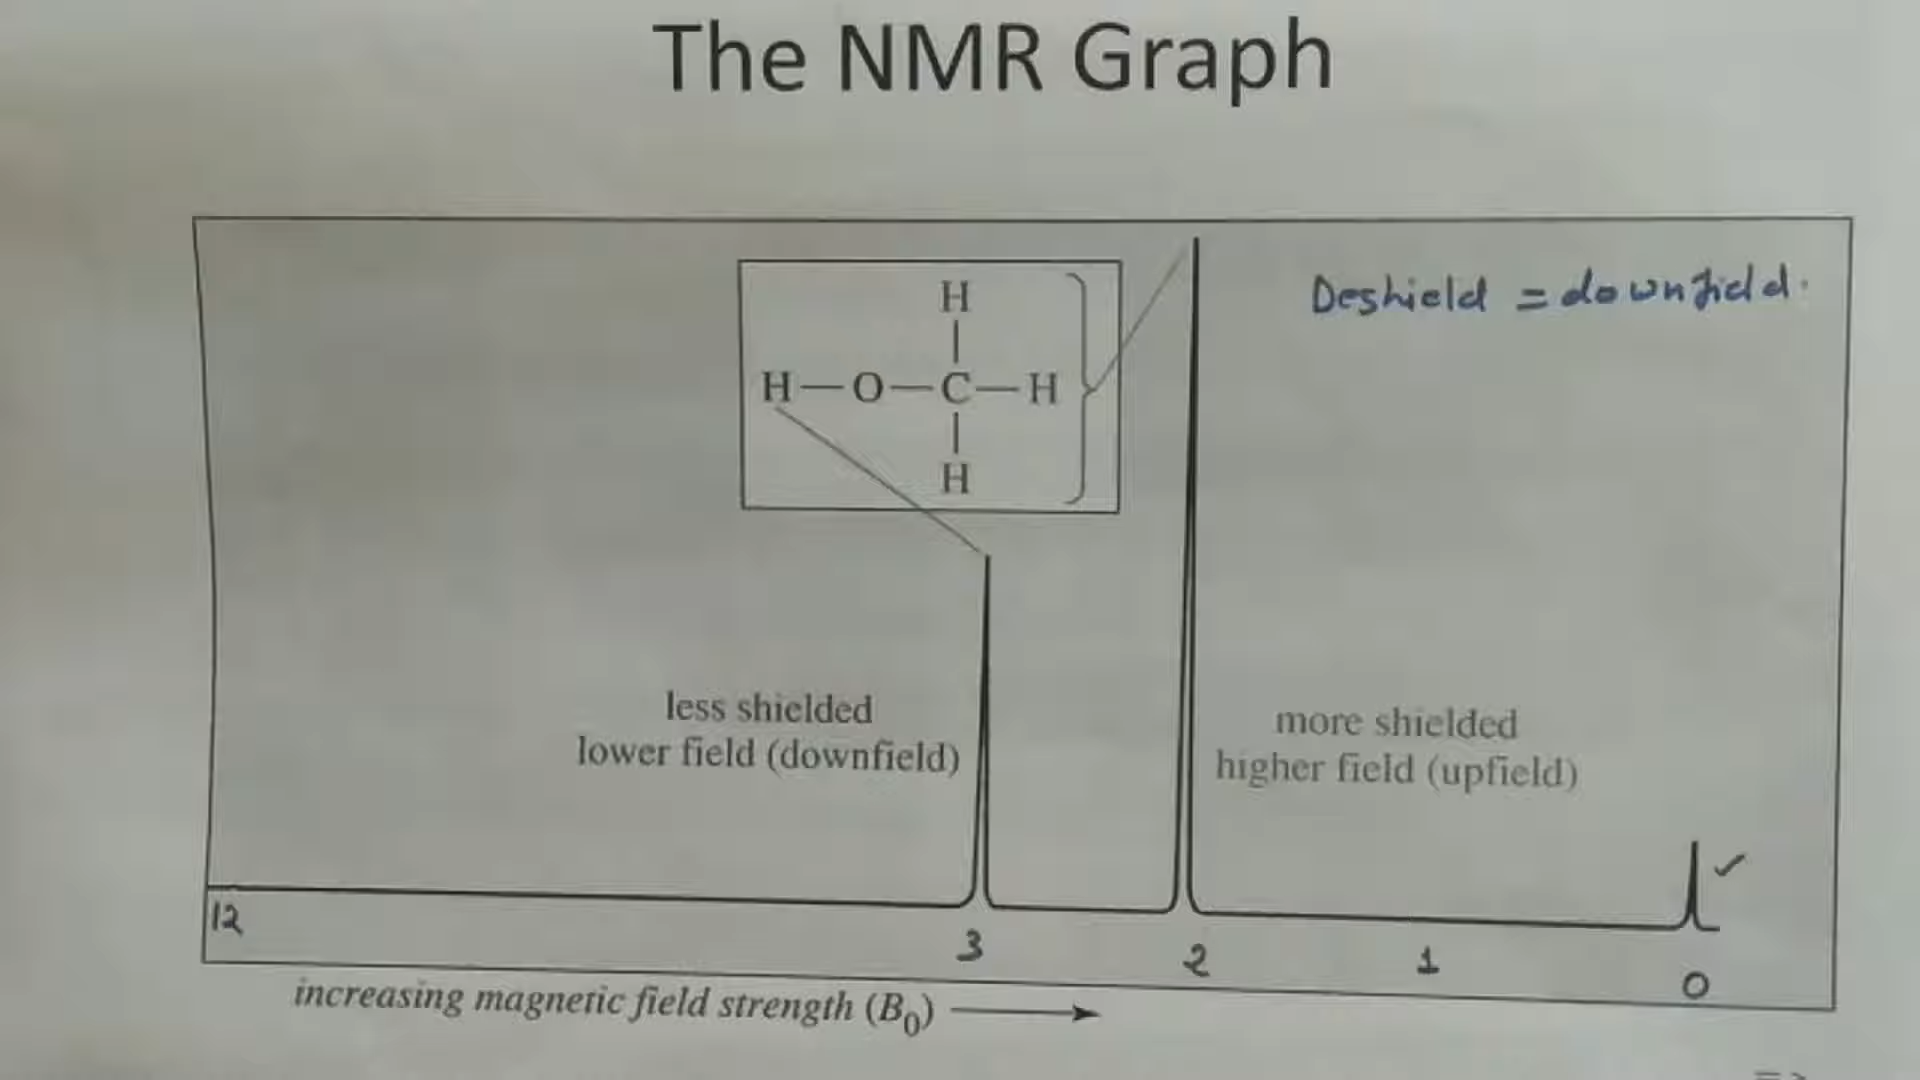 The NMR Graph
Deshield = downfield.
H
H—O—C—H
H
less shielded
lower field (downfield)
more shielded
higher field (upfield)
12
3
2
1
0
increasing magnetic field strength (B₀)